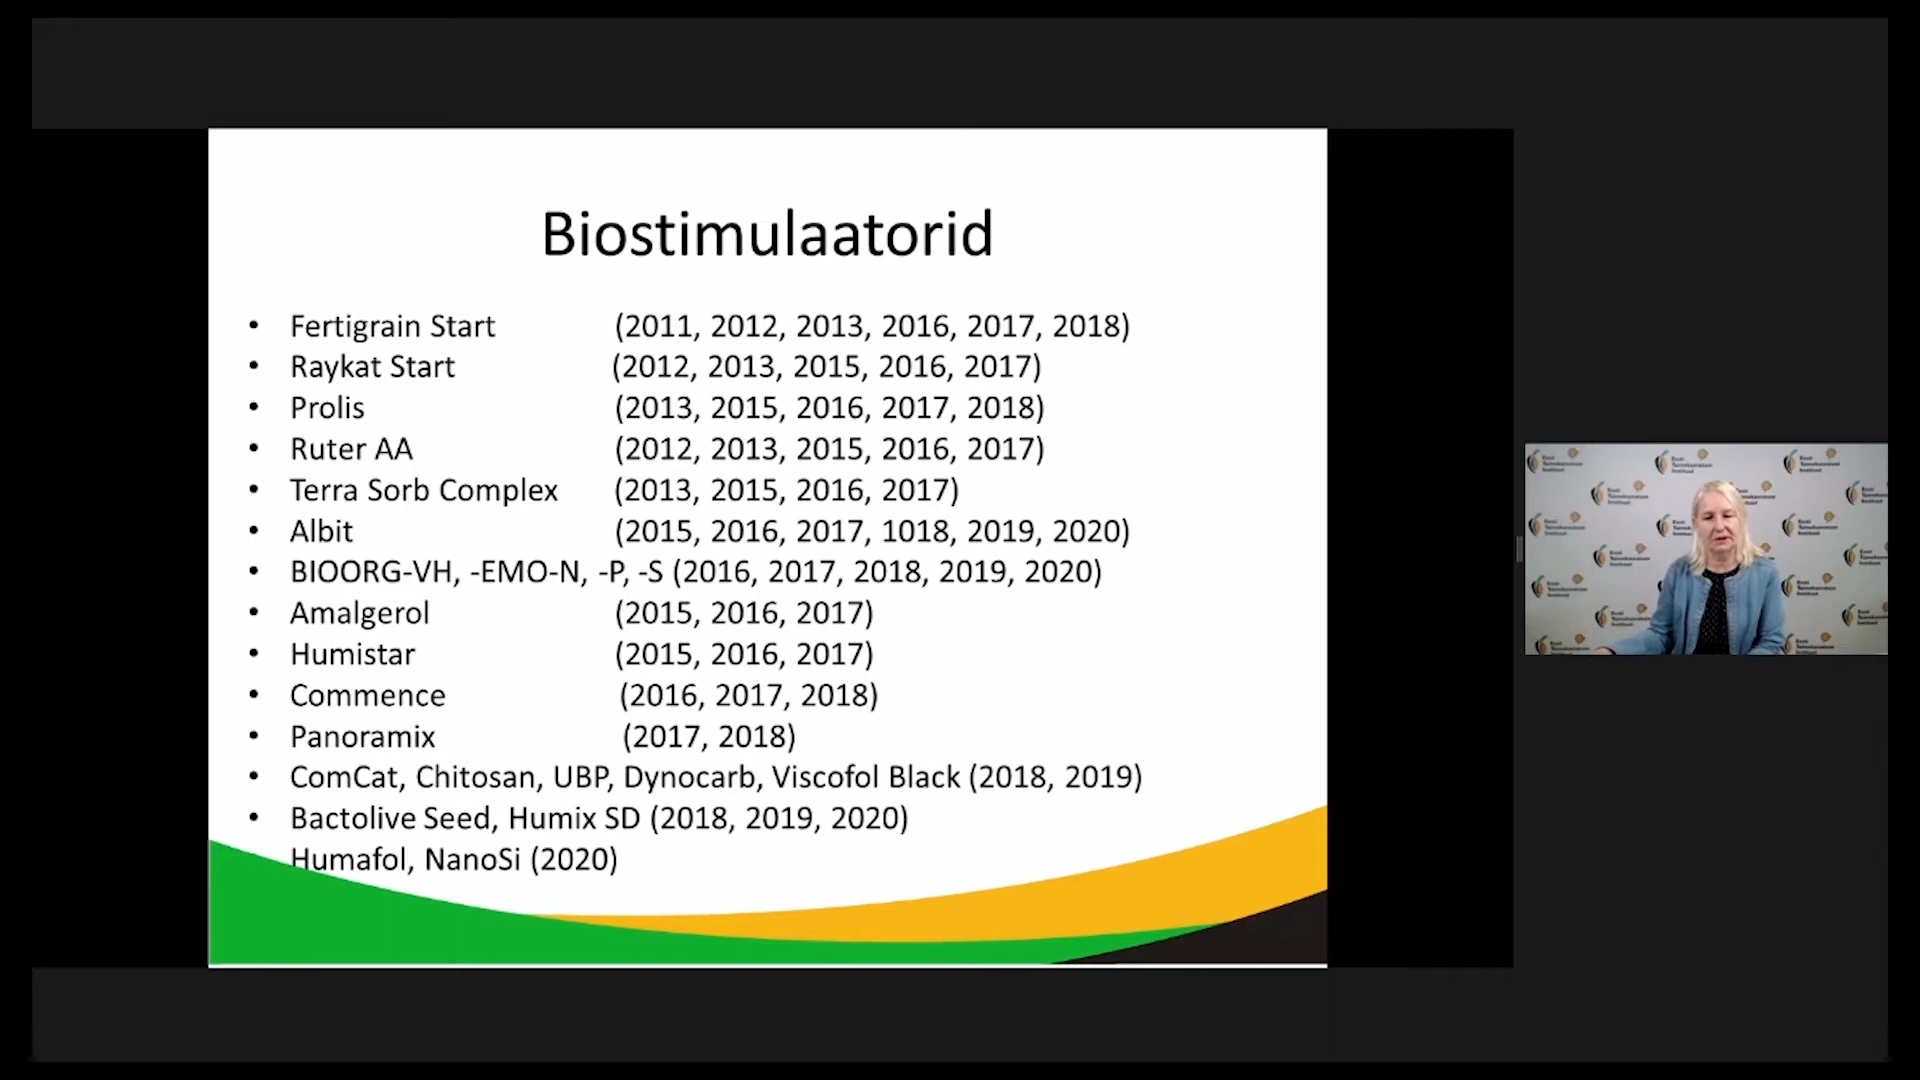 Biostimulaatorid
• Fertigrain Start (2011, 2012, 2013, 2016, 2017, 2018)
• Raykat Start (2012, 2013, 2015, 2016, 2017)
• Prolis (2013, 2015, 2016, 2017, 2018)
• Ruter AA (2012, 2013, 2015, 2016, 2017)
• Terra Sorb Complex (2013, 2015, 2016, 2017)
• Albit (2015, 2016, 2017, 1018, 2019, 2020)
• BIOORG-VH, -EMO-N, -P, -S (2016, 2017, 2018, 2019, 2020)
• Amalgerol (2015, 2016, 2017)
• Humistar (2015, 2016, 2017)
• Commence (2016, 2017, 2018)
• Panoramix (2017, 2018)
• ComCat, Chitosan, UBP, Dynocarb, Viscofol Black (2018, 2019)
• Bactolive Seed, Humix SD (2018, 2019, 2020)
Humafol, NanoSi (2020)
Eesti
Taimekasvatuse
Instituut